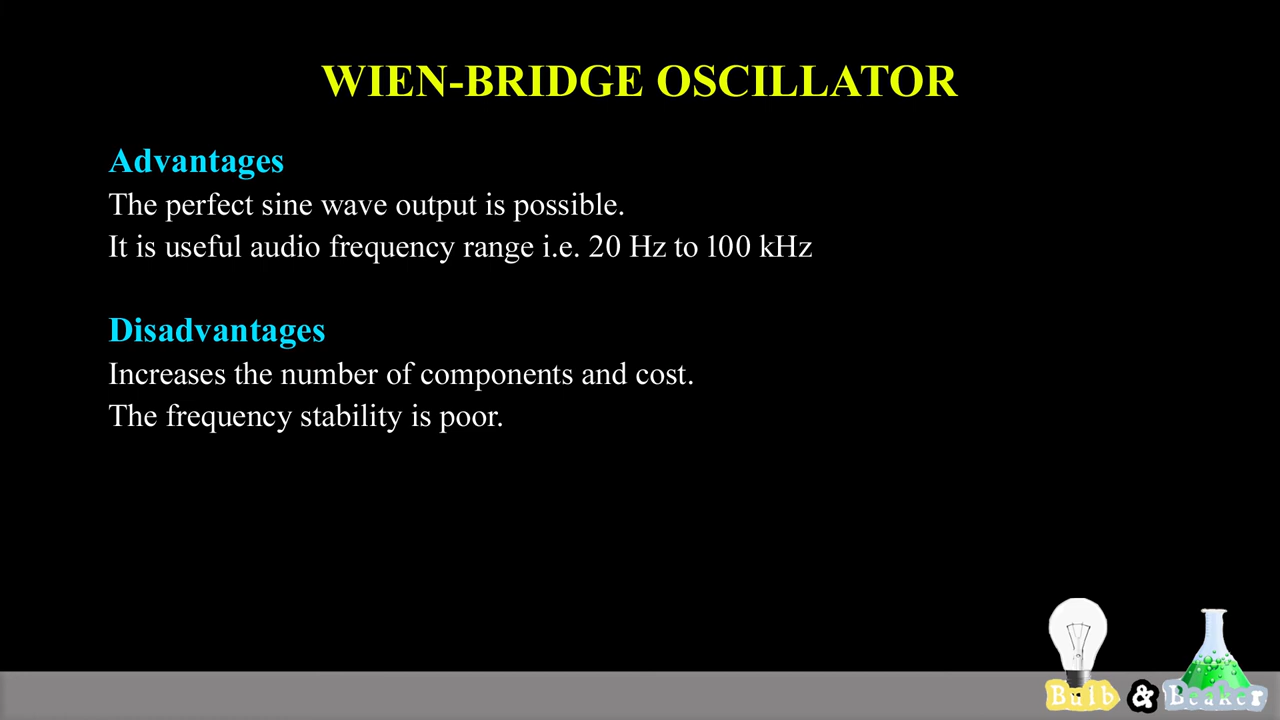 WIEN-BRIDGE OSCILLATOR
Advantages
The perfect sine wave output is possible.
It is useful audio frequency range i.e. 20 Hz to 100 kHz
Disadvantages
Increases the number of components and cost.
The frequency stability is poor.
Bulb & Beaker